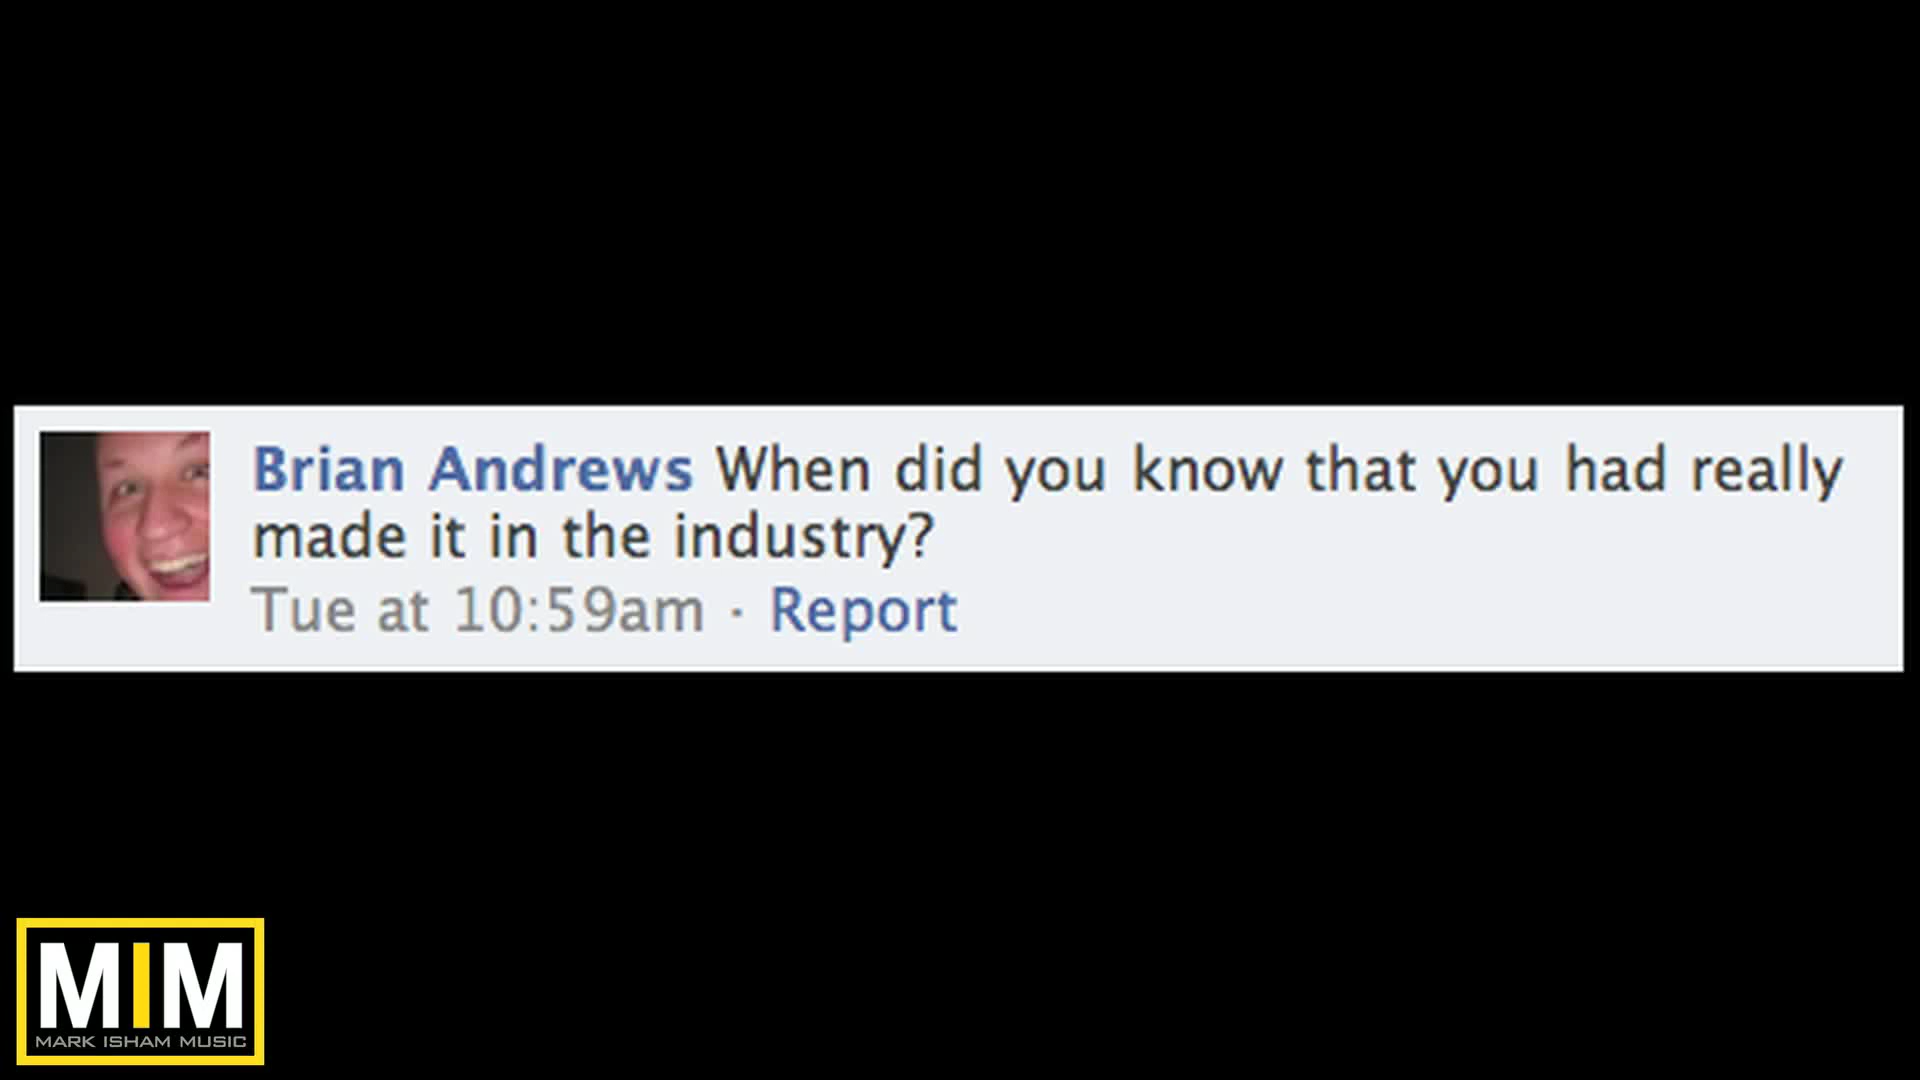 Brian Andrews When did you know that you had really
made it in the industry?
Tue at 10:59am · Report
MIM
MARK ISHAM MUSIC